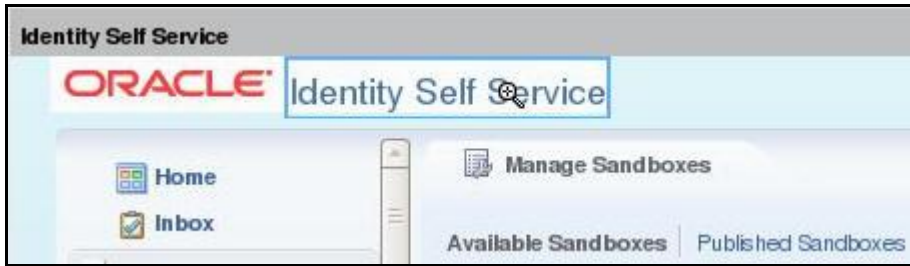 Identity Self Service
ORACLE Identity Self Service
Home
Manage Sandboxes
Inbox
Available Sandboxes Published Sandboxes